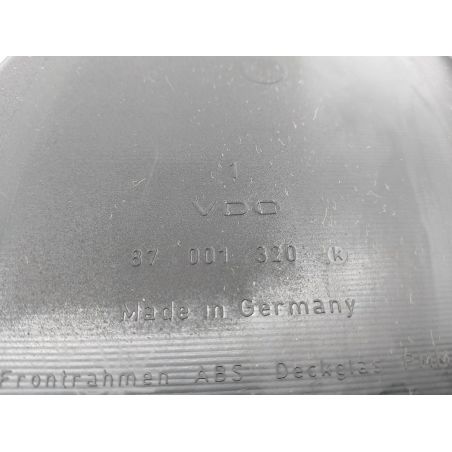 1
VDO
87 001 320 (k)
Made in Germany
Frontrahmen ABS Deckglas